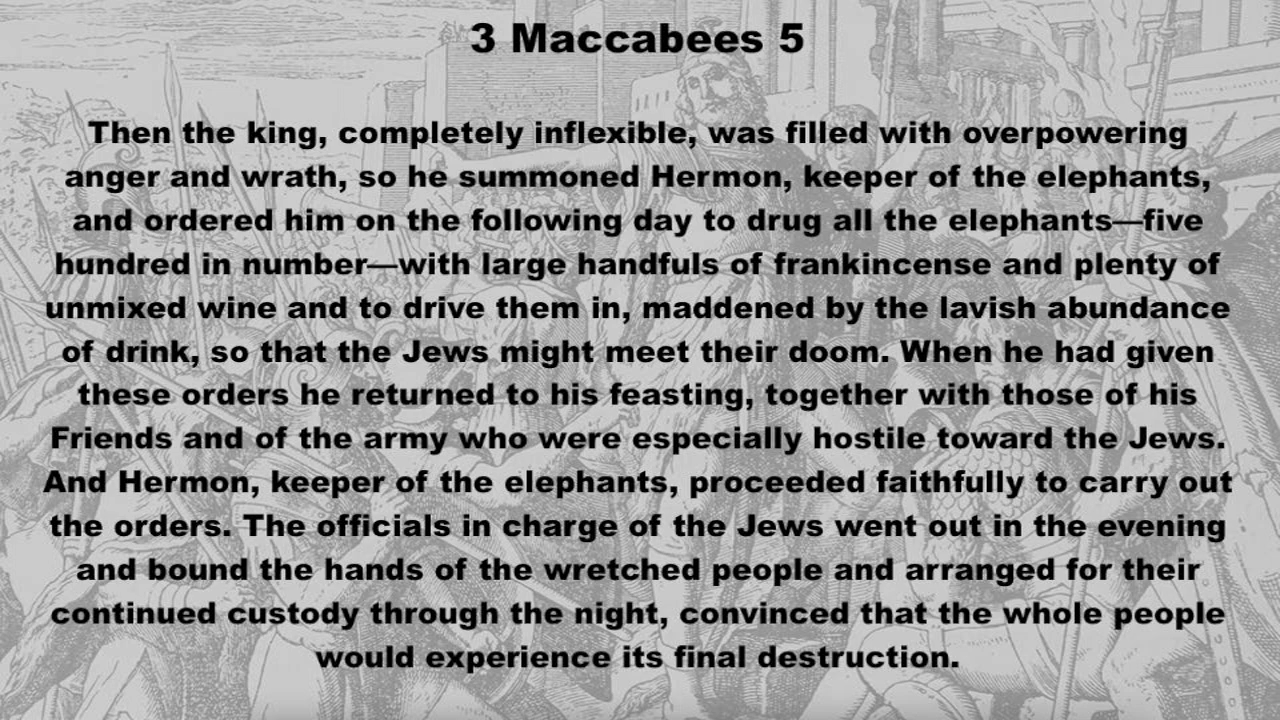 3 Maccabees 5
Then the king, completely inflexible, was filled with overpowering
anger and wrath, so he summoned Hermon, keeper of the elephants,
and ordered him on the following day to drug all the elephants—five
hundred in number—with large handfuls of frankincense and plenty of
unmixed wine and to drive them in, maddened by the lavish abundance
of drink, so that the Jews might meet their doom. When he had given
these orders he returned to his feasting, together with those of his
Friends and of the army who were especially hostile toward the Jews.
And Hermon, keeper of the elephants, proceeded faithfully to carry out
the orders. The officials in charge of the Jews went out in the evening
and bound the hands of the wretched people and arranged for their
continued custody through the night, convinced that the whole people
would experience its final destruction.